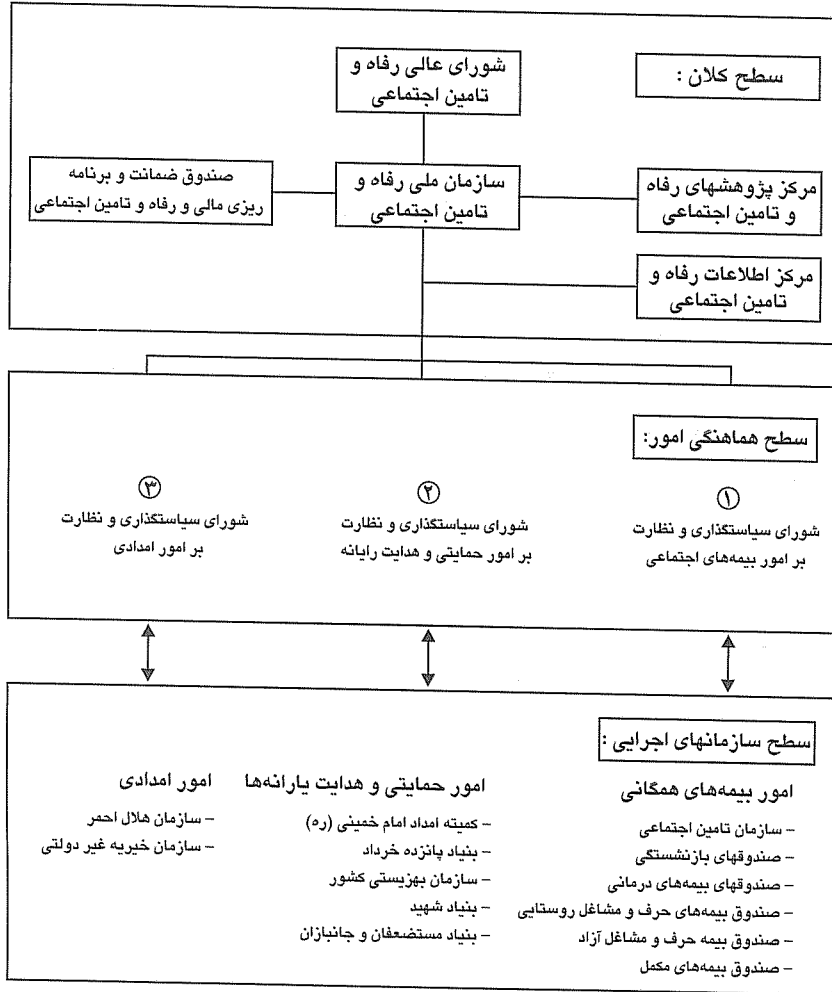 سطح کلان :
شورای عالی رفاه و
تامین اجتماعی
مرکز پژوهشهای رفاه
و تامین اجتماعی
سازمان ملی رفاه و
تامین اجتماعی
صندوق ضمانت و برنامه
ریزی مالی و رفاه و تامین اجتماعی
مرکز اطلاعات رفاه و
تامین اجتماعی
سطح هماهنگی امور:
۱
شورای سیاستگذاری و نظارت
بر امور بیمه‌های اجتماعی
۲
شورای سیاستگذاری و نظارت
بر امور حمایتی و هدایت رایانه
۳
شورای سیاستگذاری و نظارت
بر امور امدادی
سطح سازمانهای اجرایی :
امور بیمه‌های همگانی
– سازمان تامین اجتماعی
– صندوقهای بازنشستگی
– صندوقهای بیمه‌های درمانی
– صندوق بیمه‌های حرف و مشاغل روستایی
– صندوق بیمه حرف و مشاغل آزاد
– صندوق بیمه‌های مکمل
امور حمایتی و هدایت یارانه‌ها
– کمیته امداد امام خمینی (ره)
– بنیاد پانزده خرداد
– سازمان بهزیستی کشور
– بنیاد شهید
– بنیاد مستضعفان و جانبازان
امور امدادی
– سازمان هلال احمر
– سازمان خیریه غیر دولتی